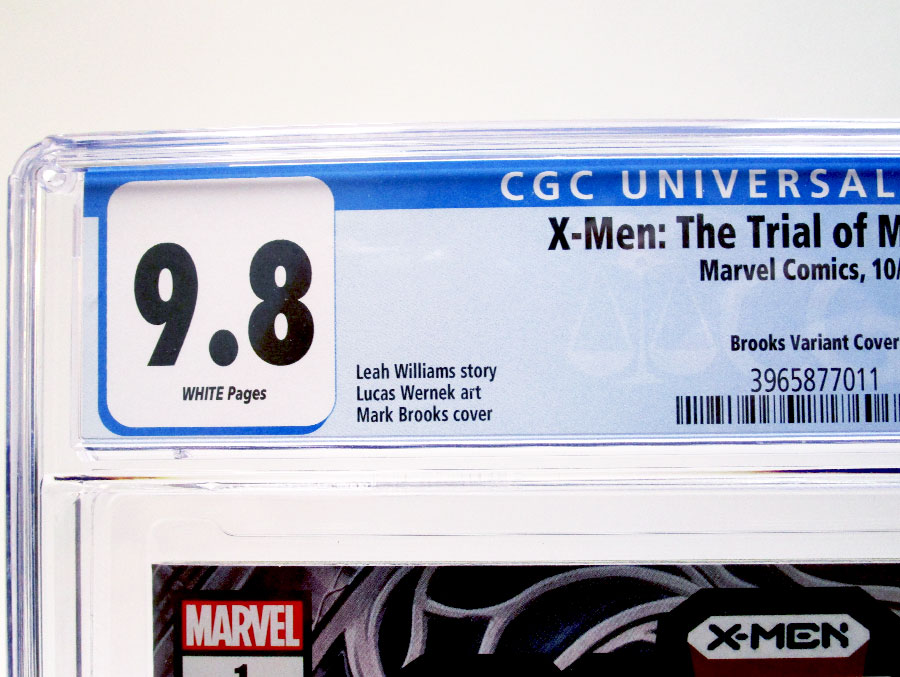 CGC UNIVERSAL
X-Men: The Trial of M
Marvel Comics, 10/
9.8
WHITE Pages
Brooks Variant Cover
Leah Williams story
Lucas Wernek art
Mark Brooks cover
3965877011
MARVEL
1
X-MEN